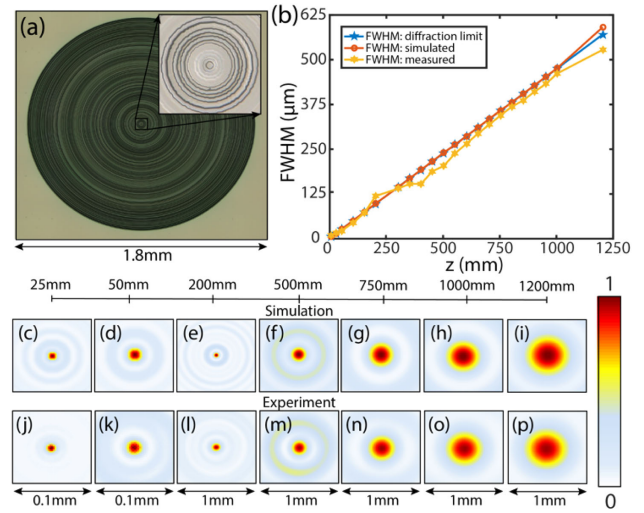 (a)
1.8mm
(b)
625
500
375
250
125
0
FWHM (μm)
FWHM: diffraction limit
FWHM: simulated
FWHM: measured
0 250 500 750 1000 1250
z (mm)
25mm 50mm 200mm 500mm 750mm 1000mm 1200mm
Simulation
(c) (d) (e) (f) (g) (h) (i)
Experiment
(j) (k) (l) (m) (n) (o) (p)
0.1mm 0.1mm 1mm 1mm 1mm 1mm 1mm
1
0